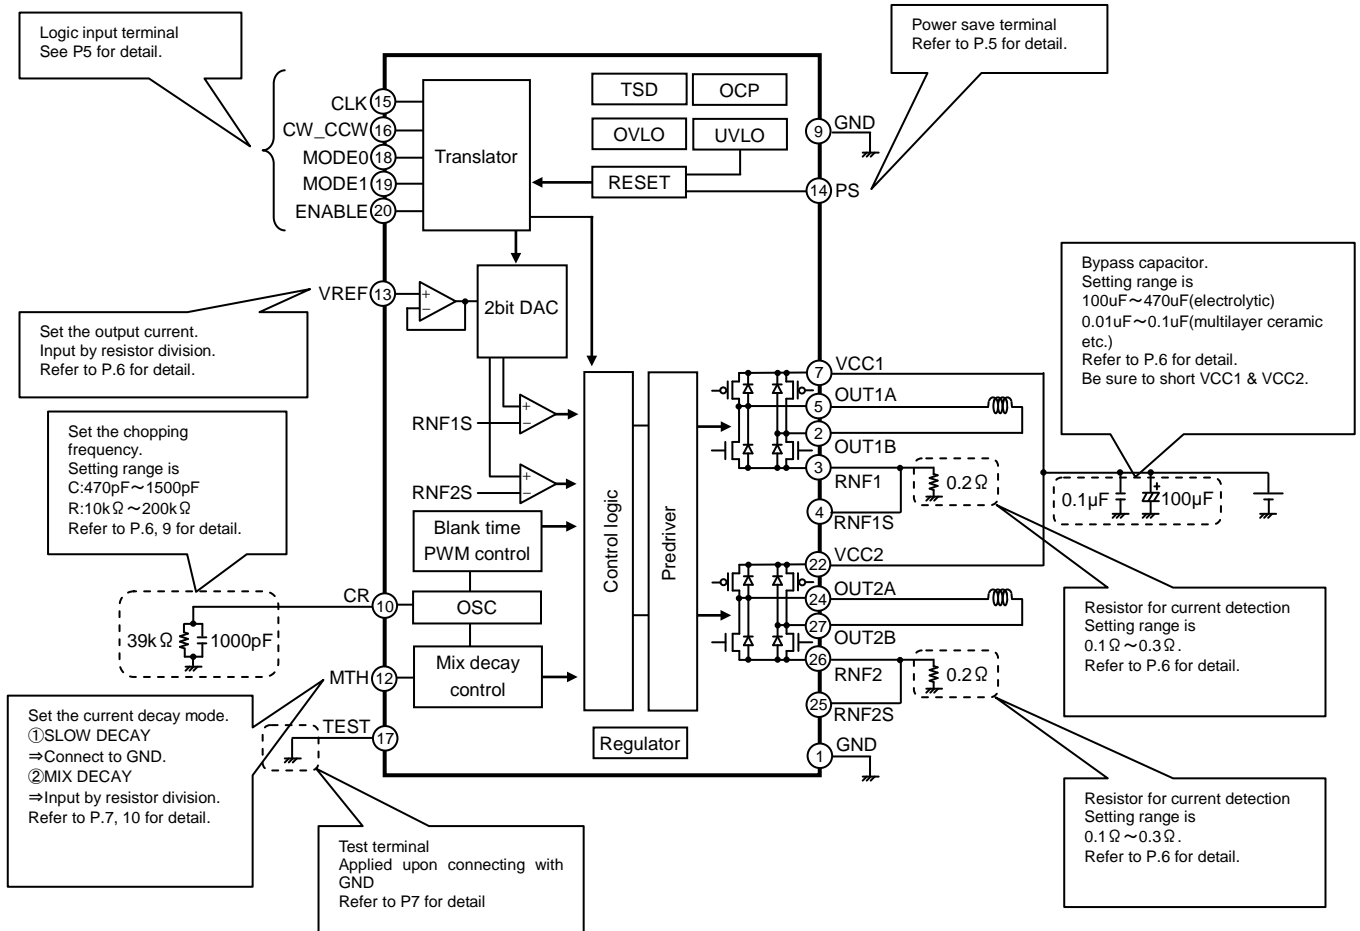 Logic input terminal
See P5 for detail.
Power save terminal
Refer to P.5 for detail.
CLK 15
CW_CCW 16
MODE0 18
MODE1 19
ENABLE 20
Translator
TSD
OCP
OVLO
UVLO
RESET
9 GND
14 PS
VREF 13
+
−
2bit DAC
Set the output current.
Input by resistor division.
Refer to P.6 for detail.
Bypass capacitor.
Setting range is
100uF～470uF(electrolytic)
0.01uF～0.1uF(multilayer ceramic
etc.)
Refer to P.6 for detail.
Be sure to short VCC1 & VCC2.
Set the chopping
frequency.
Setting range is
C:470pF～1500pF
R:10kΩ～200kΩ
Refer to P.6, 9 for detail.
RNF1S
+
−
RNF2S
+
−
Blank time
PWM control
OSC
Mix decay
control
Control logic
Predriver
Regulator
7 VCC1
5 OUT1A
2 OUT1B
3 RNF1
4 RNF1S
0.2Ω
22 VCC2
24 OUT2A
27 OUT2B
26 RNF2
25 RNF2S
0.2Ω
1 GND
0.1µF
+
100µF
CR 10
39kΩ
1000pF
MTH 12
TEST 17
Set the current decay mode.
①SLOW DECAY
⇒Connect to GND.
②MIX DECAY
⇒Input by resistor division.
Refer to P.7, 10 for detail.
Test terminal
Applied upon connecting with
GND
Refer to P7 for detail
Resistor for current detection
Setting range is
0.1Ω～0.3Ω.
Refer to P.6 for detail.
Resistor for current detection
Setting range is
0.1Ω～0.3Ω.
Refer to P.6 for detail.